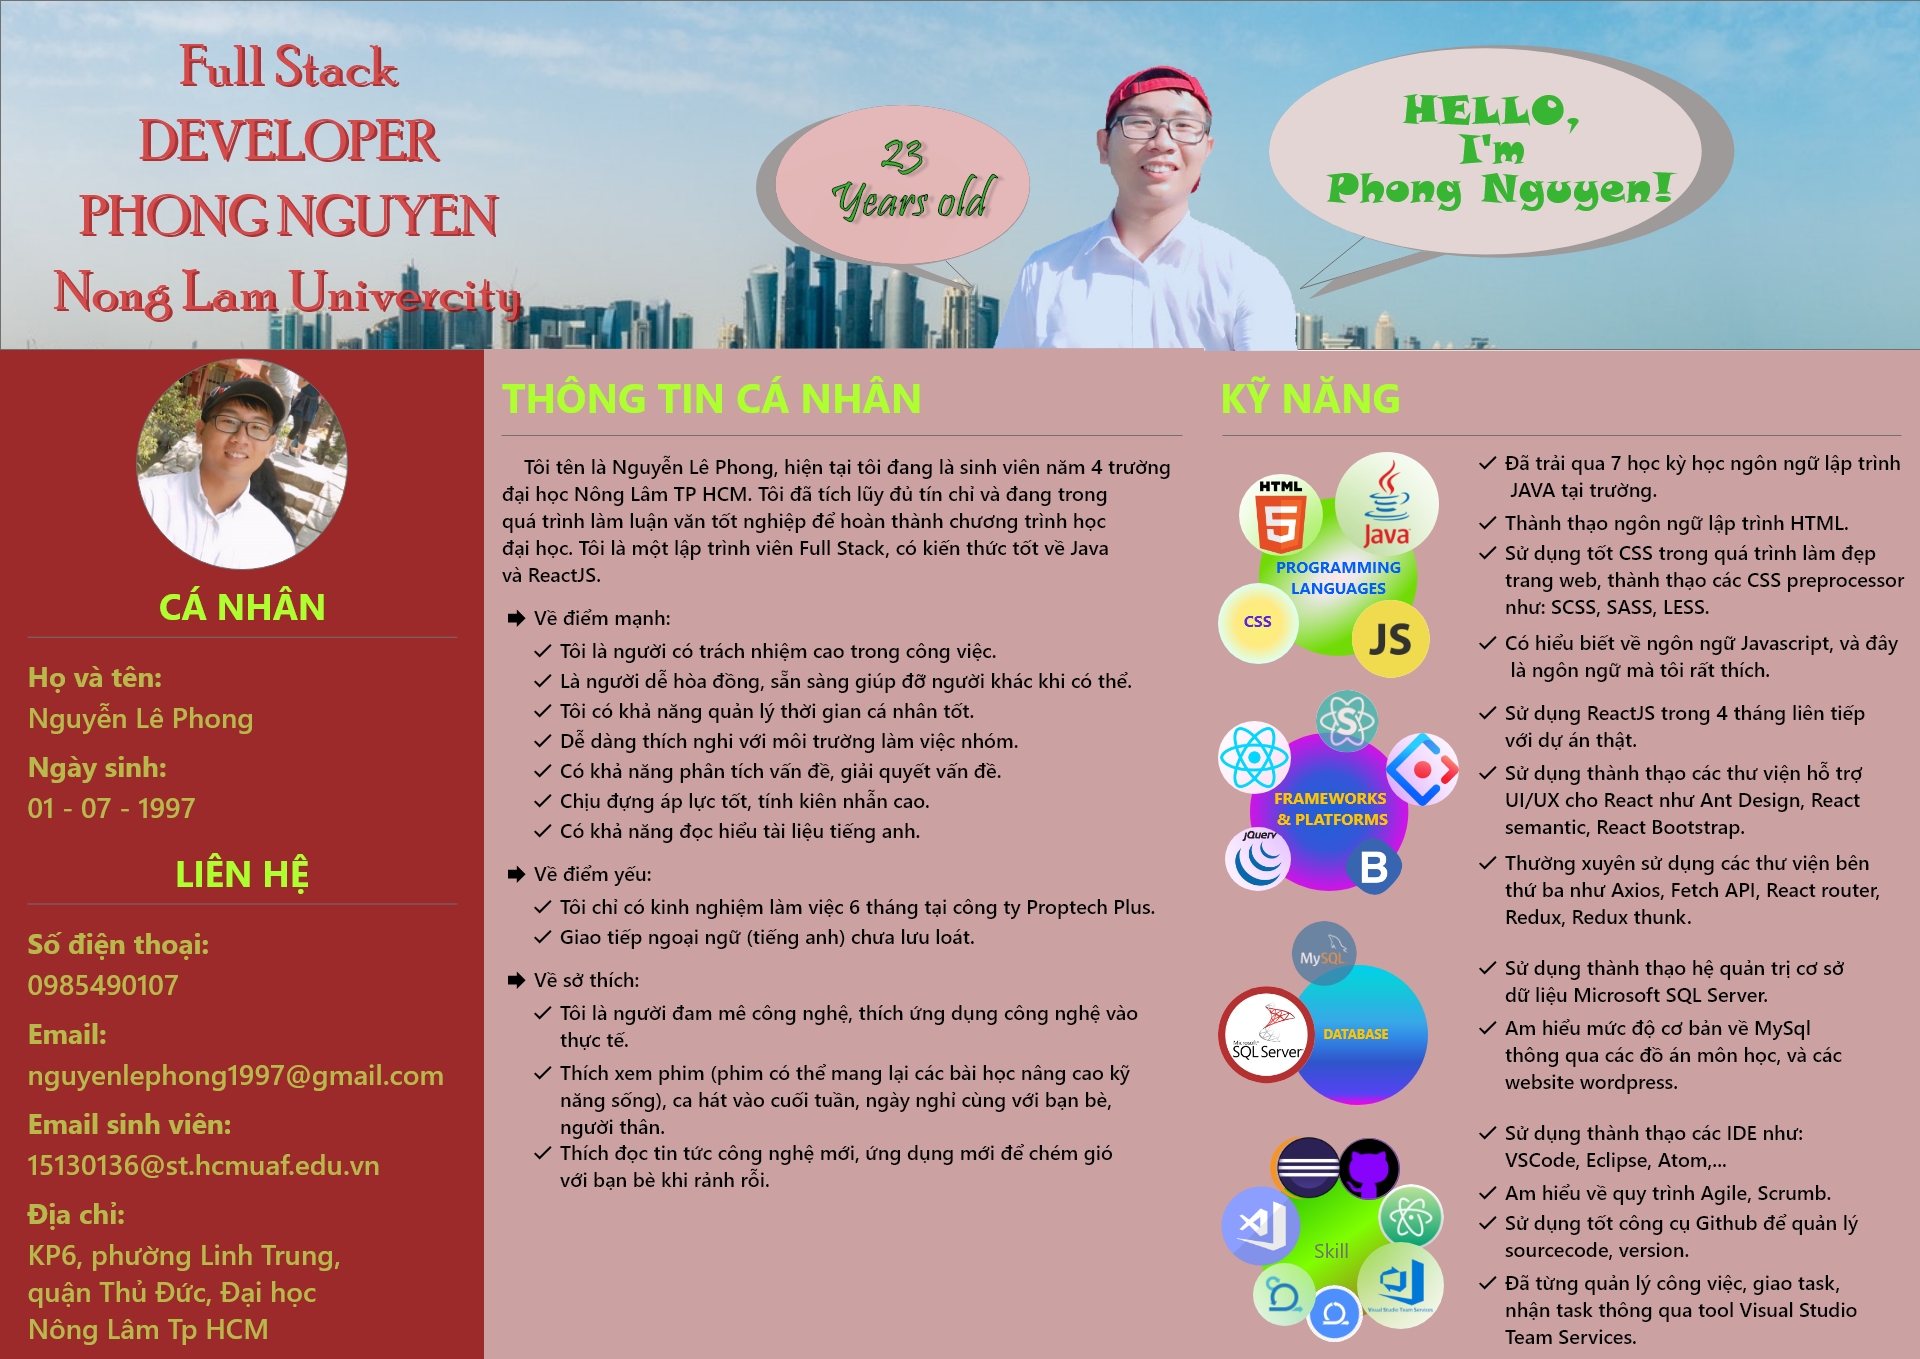 Full Stack
DEVELOPER
PHONG NGUYEN
Nong Lam Univercity
23
Years old
HELLO,
I'm
Phong Nguyen!
CÁ NHÂN
Họ và tên:
Nguyễn Lê Phong
Ngày sinh:
01 - 07 - 1997
LIÊN HỆ
Số điện thoại:
0985490107
Email:
nguyenlephong1997@gmail.com
Email sinh viên:
15130136@st.hcmuaf.edu.vn
Địa chỉ:
KP6, phường Linh Trung,
quận Thủ Đức, Đại học
Nông Lâm Tp HCM
THÔNG TIN CÁ NHÂN
Tôi tên là Nguyễn Lê Phong, hiện tại tôi đang là sinh viên năm 4 trường
đại học Nông Lâm TP HCM. Tôi đã tích lũy đủ tín chỉ và đang trong
quá trình làm luận văn tốt nghiệp để hoàn thành chương trình học
đại học. Tôi là một lập trình viên Full Stack, có kiến thức tốt về Java
và ReactJS.
Về điểm mạnh:
Tôi là người có trách nhiệm cao trong công việc.
Là người dễ hòa đồng, sẵn sàng giúp đỡ người khác khi có thể.
Tôi có khả năng quản lý thời gian cá nhân tốt.
Dễ dàng thích nghi với môi trường làm việc nhóm.
Có khả năng phân tích vấn đề, giải quyết vấn đề.
Chịu đựng áp lực tốt, tính kiên nhẫn cao.
Có khả năng đọc hiểu tài liệu tiếng anh.
Về điểm yếu:
Tôi chỉ có kinh nghiệm làm việc 6 tháng tại công ty Proptech Plus.
Giao tiếp ngoại ngữ (tiếng anh) chưa lưu loát.
Về sở thích:
Tôi là người đam mê công nghệ, thích ứng dụng công nghệ vào
thực tế.
Thích xem phim (phim có thể mang lại các bài học nâng cao kỹ
năng sống), ca hát vào cuối tuần, ngày nghỉ cùng với bạn bè,
người thân.
Thích đọc tin tức công nghệ mới, ứng dụng mới để chém gió
với bạn bè khi rảnh rỗi.
KỸ NĂNG
HTML
5
Java
PROGRAMMING
LANGUAGES
CSS
JS
Đã trải qua 7 học kỳ học ngôn ngữ lập trình
JAVA tại trường.
Thành thạo ngôn ngữ lập trình HTML.
Sử dụng tốt CSS trong quá trình làm đẹp
trang web, thành thạo các CSS preprocessor
như: SCSS, SASS, LESS.
Có hiểu biết về ngôn ngữ Javascript, và đây
là ngôn ngữ mà tôi rất thích.
S
FRAMEWORKS
& PLATFORMS
jQuery
B
Sử dụng ReactJS trong 4 tháng liên tiếp
với dự án thật.
Sử dụng thành thạo các thư viện hỗ trợ
UI/UX cho React như Ant Design, React
semantic, React Bootstrap.
Thường xuyên sử dụng các thư viện bên
thứ ba như Axios, Fetch API, React router,
Redux, Redux thunk.
MySQL
Microsoft
SQL Server
DATABASE
Sử dụng thành thạo hệ quản trị cơ sở
dữ liệu Microsoft SQL Server.
Am hiểu mức độ cơ bản về MySql
thông qua các đồ án môn học, và các
website wordpress.
Skill
Visual Studio Team Services
Sử dụng thành thạo các IDE như:
VSCode, Eclipse, Atom,...
Am hiểu về quy trình Agile, Scrumb.
Sử dụng tốt công cụ Github để quản lý
sourcecode, version.
Đã từng quản lý công việc, giao task,
nhận task thông qua tool Visual Studio
Team Services.